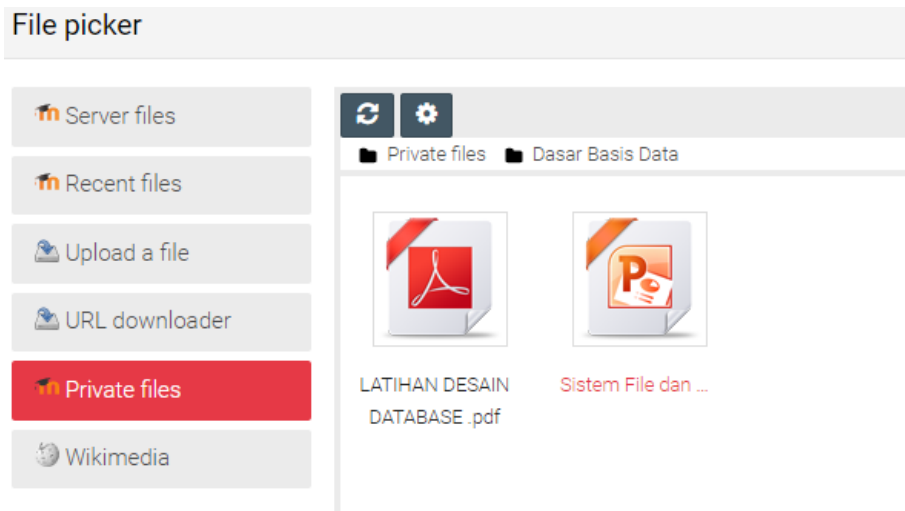 File picker
Server files
Recent files
Upload a file
URL downloader
Private files
Wikimedia
Private files Dasar Basis Data
LATIHAN DESAIN
DATABASE .pdf
Sistem File dan ...